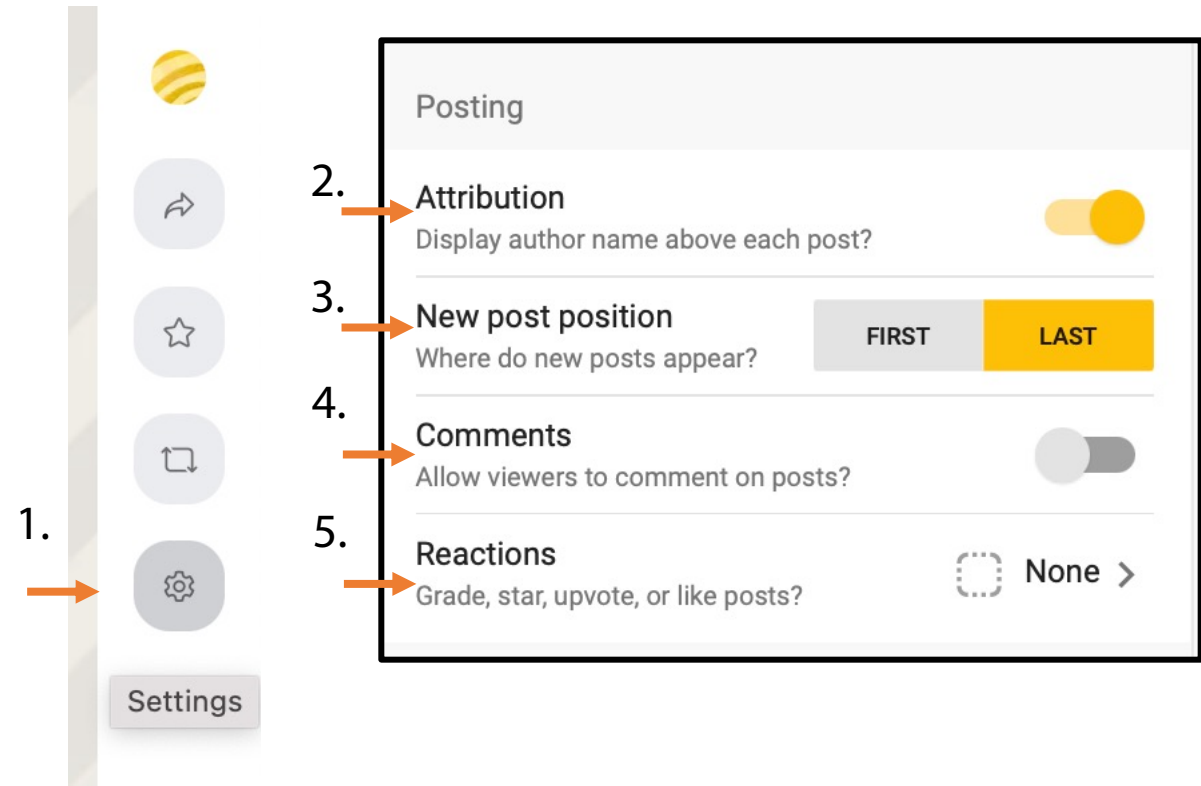 1.
Settings
Posting
2.
Attribution
Display author name above each post?
3.
New post position
Where do new posts appear?
FIRST
LAST
4.
Comments
Allow viewers to comment on posts?
5.
Reactions
Grade, star, upvote, or like posts?
None